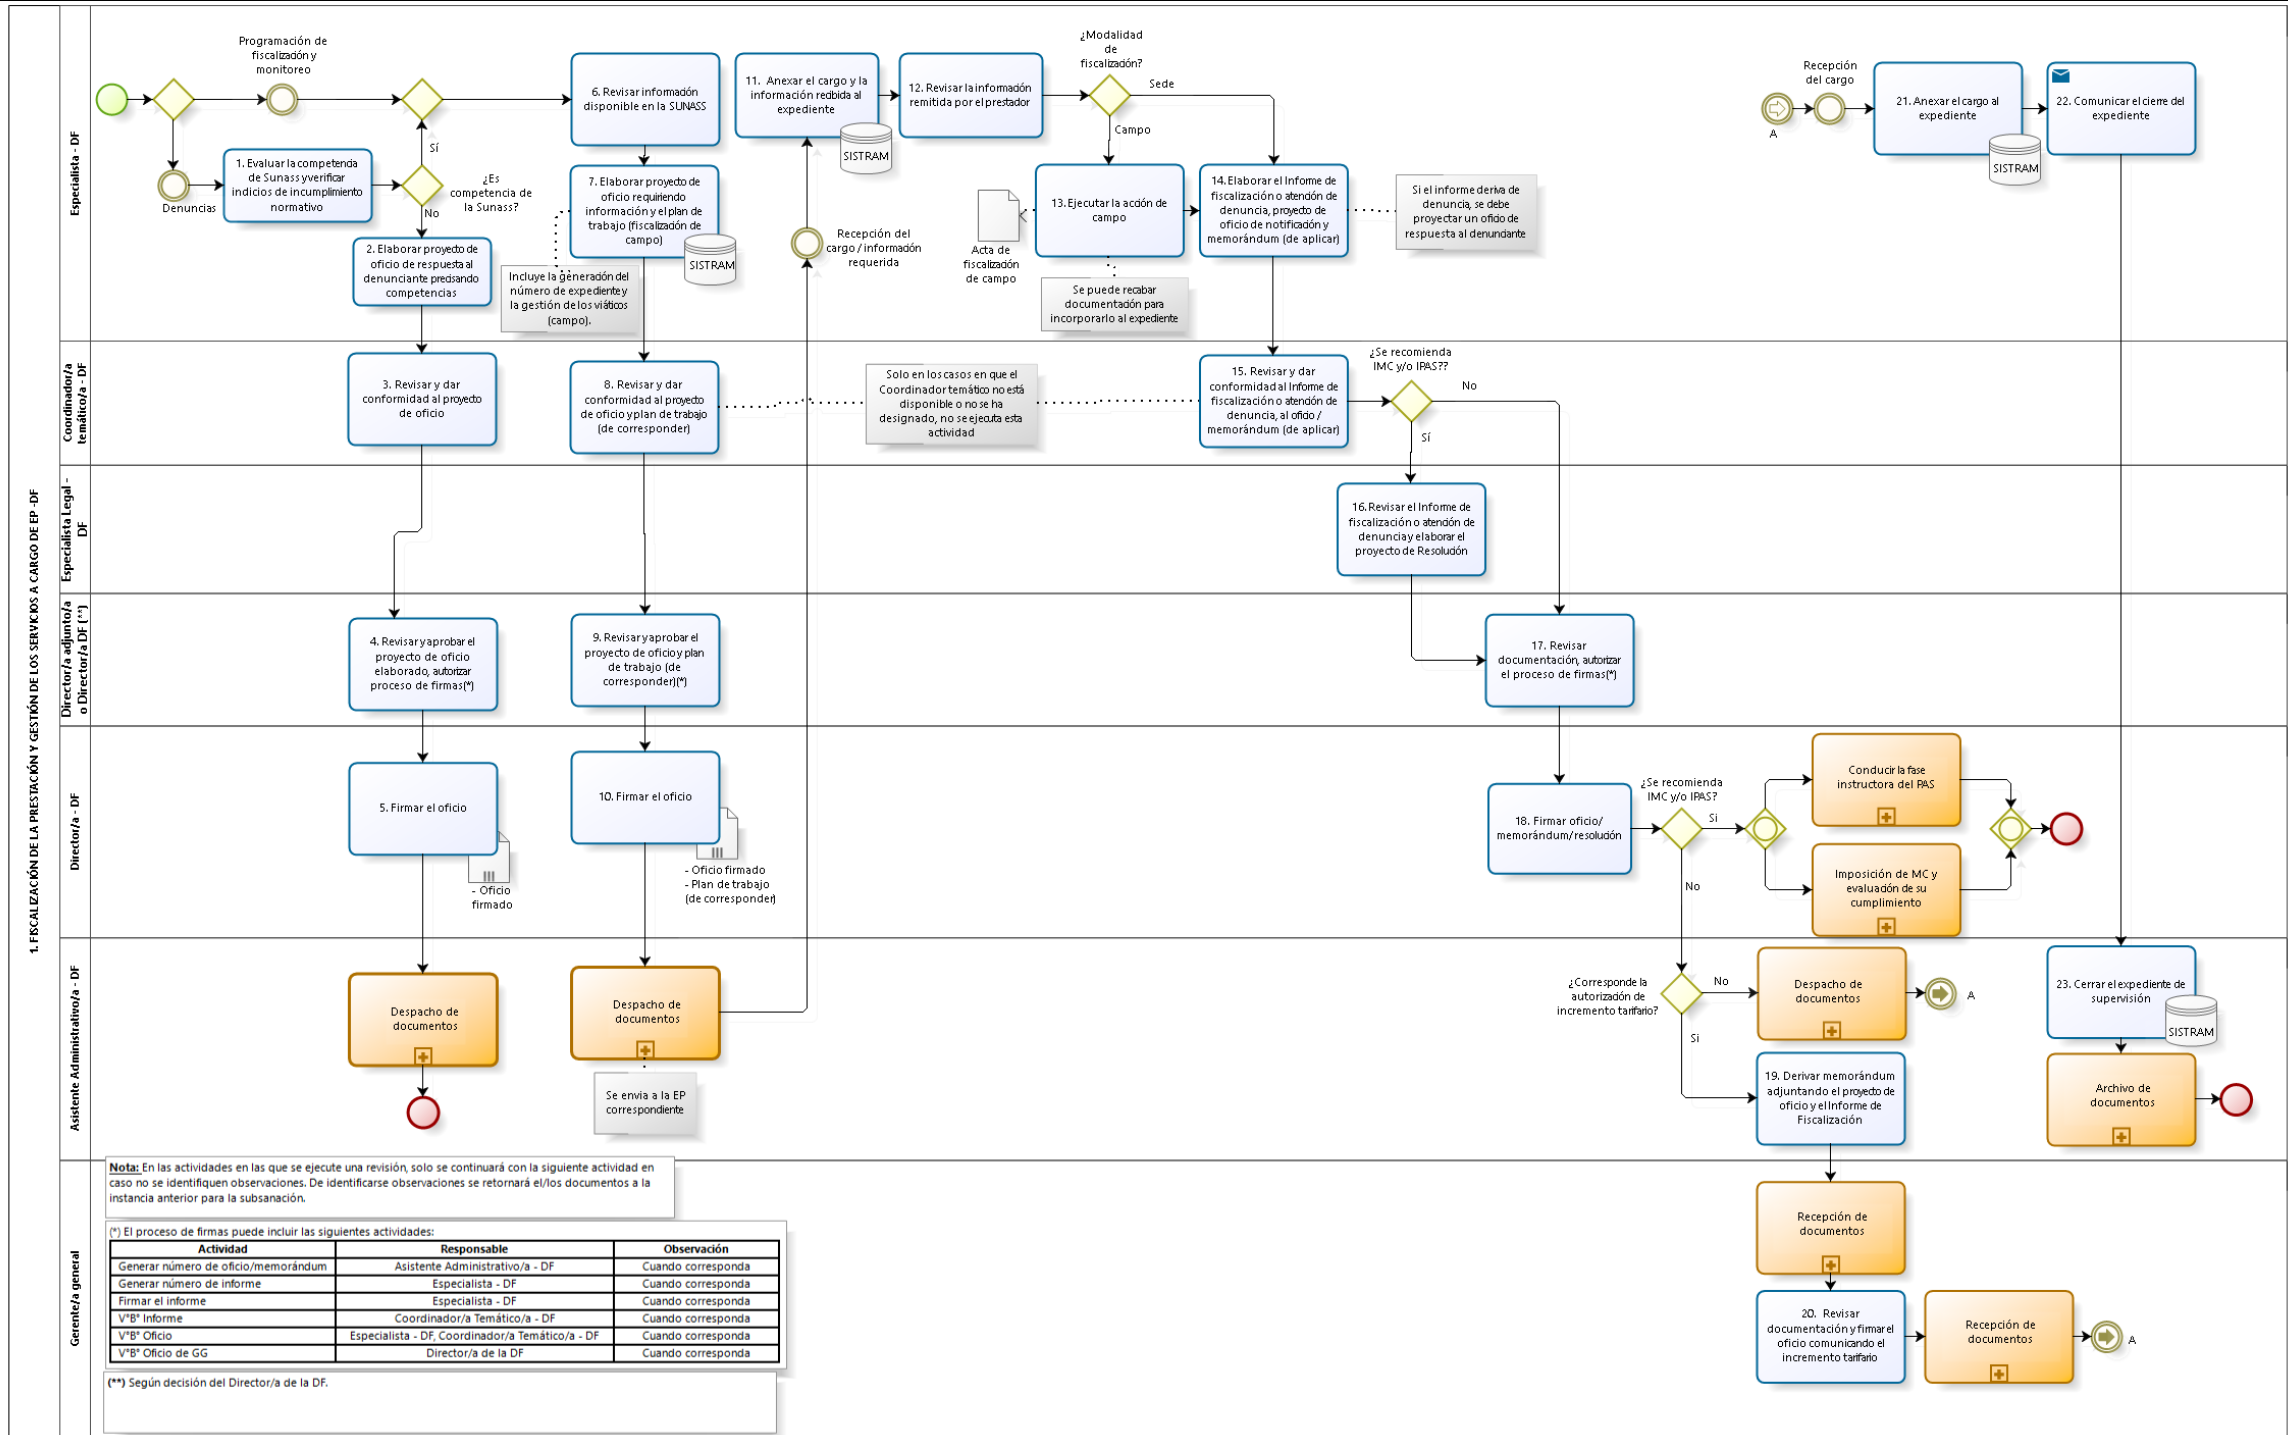 1. FISCALIZACIÓN DE LA PRESTACIÓN Y GESTIÓN DE LOS SERVICIOS A CARGO DE EP -DF
Especialista - DF
Programación de
fiscalización y
monitoreo
Denuncias
1. Evaluar la competencia
de Sunass y verificar
indicios de incumplimiento
normativo
Sí
¿Es
competencia de
la Sunass?
No
2. Elaborar proyecto de
oficio de respuesta al
denunciante precisando
competencias
6. Revisar información
disponible en la SUNASS
7. Elaborar proyecto de
oficio requiriendo
información y el plan de
trabajo (fiscalización de
campo)
SISTRAM
Incluye la generación del
número de expediente y
la gestión de los viáticos
(campo).
11. Anexar el cargo y la
información recibida al
expediente
SISTRAM
Recepción del
cargo / información
requerida
12. Revisar la información
remitida por el prestador
¿Modalidad
de
fiscalización?
Sede
Campo
Acta de
fiscalización
de campo
13. Ejecutar la acción de
campo
Se puede recabar
documentación para
incorporarlo al expediente
14. Elaborar el Informe de
fiscalización o atención de
denuncia, proyecto de
oficio de notificación y
memorándum (de aplicar)
Si el informe deriva de
denuncia, se debe
proyectar un oficio de
respuesta al denunciante
A
Recepción
del cargo
21. Anexar el cargo al
expediente
SISTRAM
22. Comunicar el cierre del
expediente
Coordinador/a
temático/a - DF
3. Revisar y dar
conformidad al proyecto
de oficio
8. Revisar y dar
conformidad al proyecto
de oficio y plan de trabajo
(de corresponder)
Solo en los casos en que el
Coordinador temático no está
disponible o no se ha
designado, no se ejecuta esta
actividad
15. Revisar y dar
conformidad al Informe de
fiscalización o atención de
denuncia, al oficio /
memorándum (de aplicar)
¿Se recomienda
IMC y/o IPAS??
No
Sí
Especialista Legal -
DF
16. Revisar el Informe de
fiscalización o atención de
denuncia y elaborar el
proyecto de Resolución
Director/a adjunto/a
o Director/a DF (**)
4. Revisar y aprobar el
proyecto de oficio
elaborado, autorizar
proceso de firmas(*)
9. Revisar y aprobar el
proyecto de oficio y plan
de trabajo (de
corresponder)(*)
17. Revisar
documentación, autorizar
el proceso de firmas(*)
Director/a - DF
5. Firmar el oficio
- Oficio
firmado
10. Firmar el oficio
- Oficio firmado
- Plan de trabajo
(de corresponder)
18. Firmar oficio/
memorándum/resolución
¿Se recomienda
IMC y/o IPAS?
Si
No
Conducir la fase
instructora del PAS
Imposición de MC y
evaluación de su
cumplimiento
Asistente Administrativo/a - DF
Despacho de
documentos
Despacho de
documentos
Se envia a la EP
correspondiente
¿Corresponde la
autorización de
incremento tarifario?
No
Si
Despacho de
documentos
A
19. Derivar memorándum
adjuntando el proyecto de
oficio y el Informe de
Fiscalización
23. Cerrar el expediente de
supervisión
SISTRAM
Archivo de
documentos
Gerente/a general
Nota: En las actividades en las que se ejecute una revisión, solo se continuará con la siguiente actividad en
caso no se identifiquen observaciones. De identificarse observaciones se retornará el/los documentos a la
instancia anterior para la subsanación.
(*) El proceso de firmas puede incluir las siguientes actividades:
Actividad Responsable Observación
Generar número de oficio/memorándum Asistente Administrativo/a - DF Cuando corresponda
Generar número de informe Especialista - DF Cuando corresponda
Firmar el informe Especialista - DF Cuando corresponda
V°B° Informe Coordinador/a Temático/a - DF Cuando corresponda
V°B° Oficio Especialista - DF, Coordinador/a Temático/a - DF Cuando corresponda
V°B° Oficio de GG Director/a de la DF Cuando corresponda
(**) Según decisión del Director/a de la DF.
Recepción de
documentos
20. Revisar
documentación y firmar el
oficio comunicando el
incremento tarifario
Recepción de
documentos
A